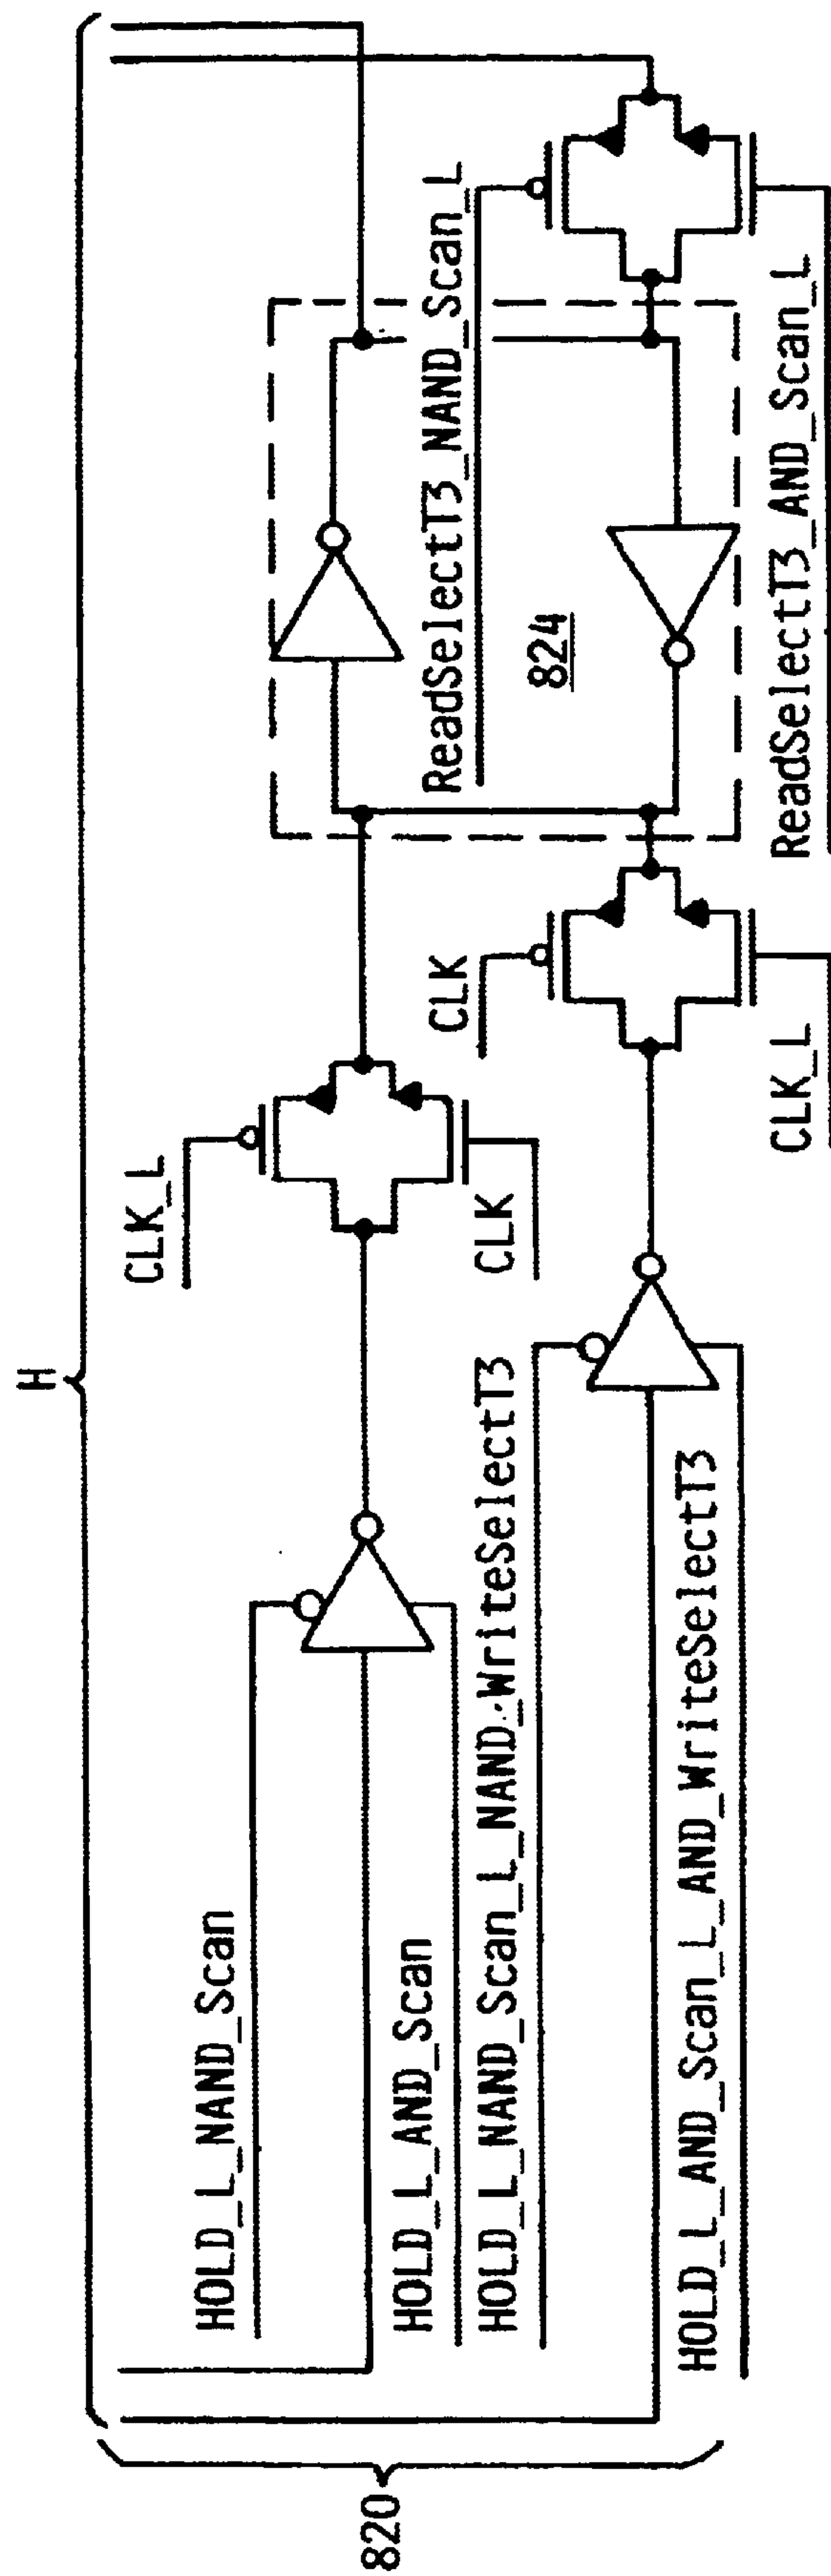 H
820
HOLD_L_NAND_Scan
HOLD_L_AND_Scan
HOLD_L_NAND_Scan_L_NAND_WriteSelectT3
HOLD_L_AND_Scan_L_AND_WriteSelectT3
CLK_L
CLK
CLK
CLK_L
ReadSelectT3_NAND_Scan_L
824
ReadSelectT3_AND_Scan_L